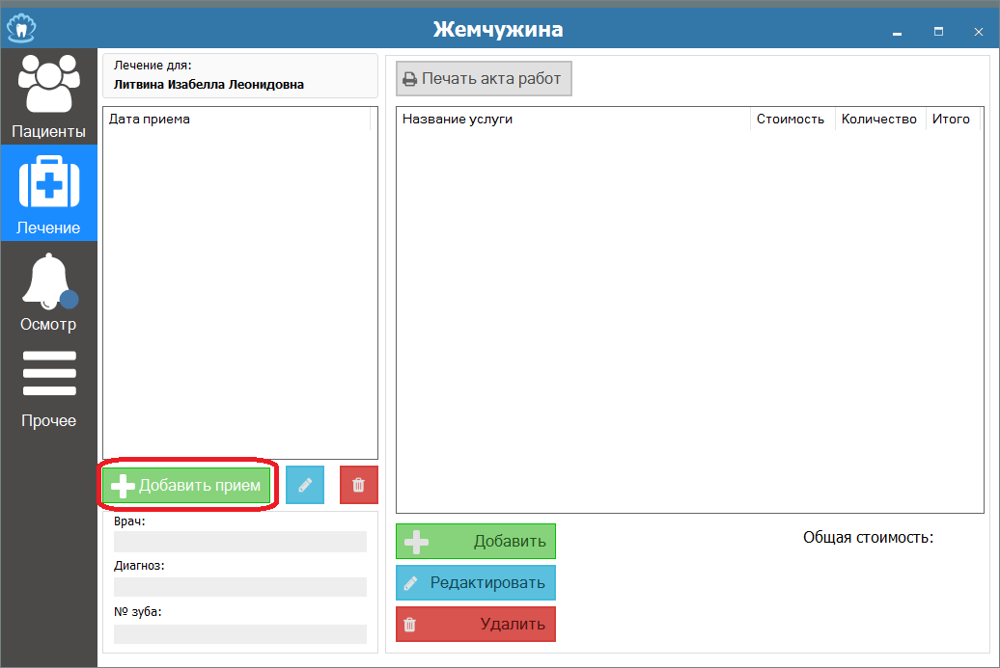 Жемчужина
Пациенты
Лечение
Осмотр
Прочее
Лечение для:
Литвина Изабелла Леонидовна
Дата приема
Добавить прием
Врач:
Диагноз:
№ зуба:
Печать акта работ
Название услуги Стоимость Количество Итого
Добавить
Редактировать
Удалить
Общая стоимость: